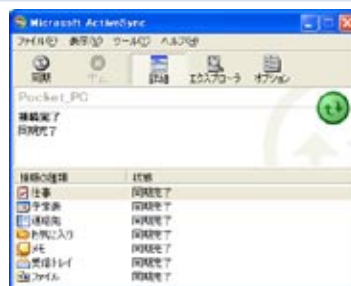 Microsoft ActiveSync
ファイル(F) 表示(V) ツール(T) ヘルプ(H)
同期 中止 詳細 エクスプローラ オプション
Pocket_PC
接続完了
同期完了
情報の種類 状態
仕事 同期完了
予定表 同期完了
連絡先 同期完了
お気に入り 同期完了
メモ 同期完了
受信トレイ 同期完了
ファイル 同期完了